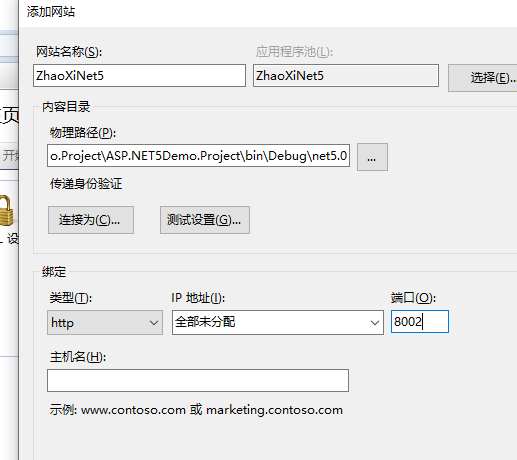 添加网站
网站名称(S):
应用程序池(L):
ZhaoXiNet5
ZhaoXiNet5
选择(E)...
内容目录
物理路径(P):
o.Project\ASP.NET5Demo.Project\bin\Debug\net5.0
...
传递身份验证
连接为(C)...
测试设置(G)...
绑定
类型(T):
IP 地址(I):
端口(O):
http
全部未分配
8002
主机名(H):
示例: www.contoso.com 或 marketing.contoso.com
页
开始
L 设